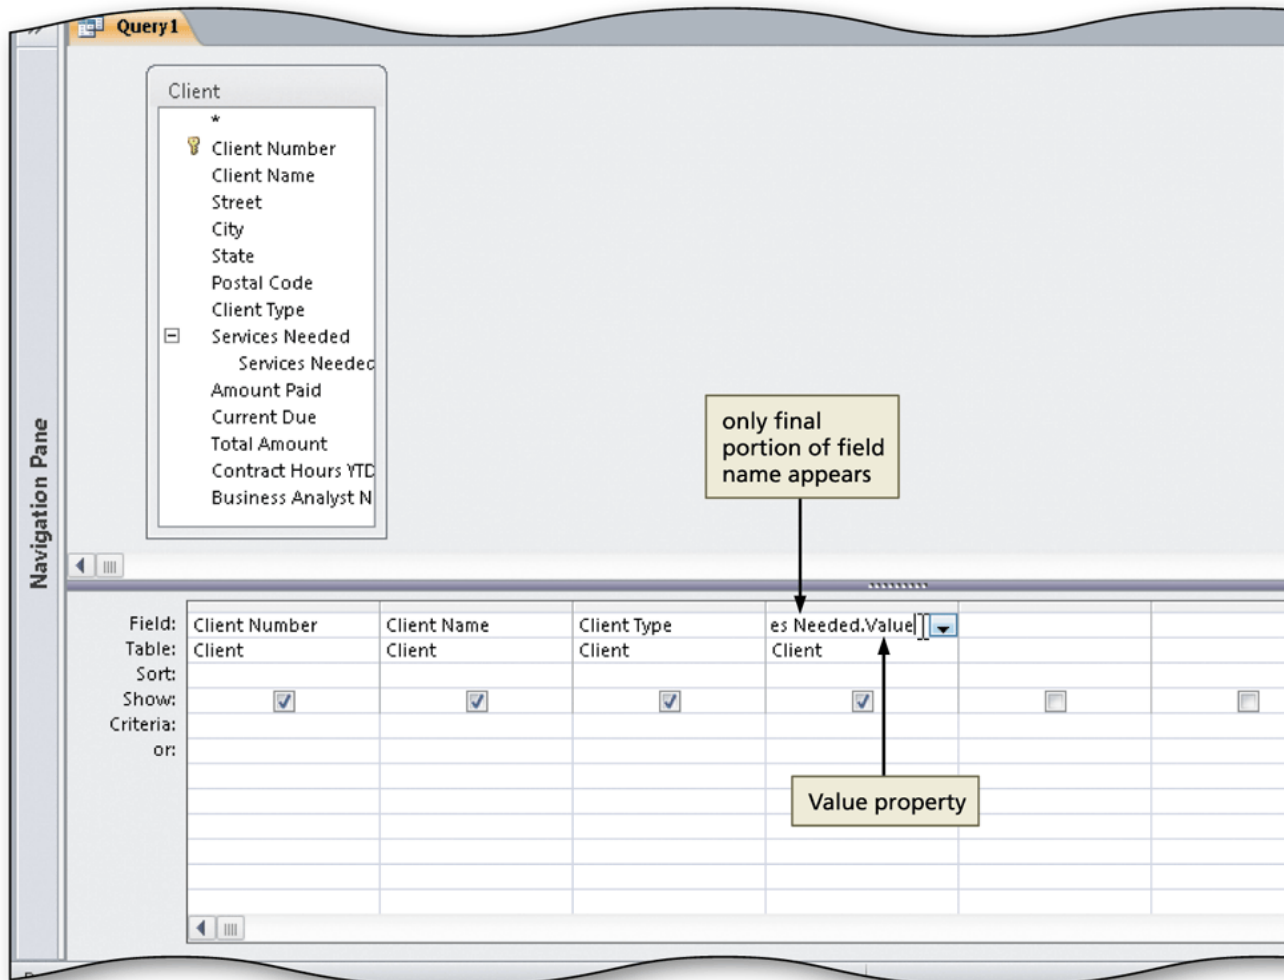 Query1
Client
*
Client Number
Client Name
Street
City
State
Postal Code
Client Type
Services Needed
Services Needed
Amount Paid
Current Due
Total Amount
Contract Hours YTD
Business Analyst N
Navigation Pane
only final
portion of field
name appears
Field: Client Number Client Name Client Type es Needed.Value
Table: Client Client Client Client
Sort:
Show:
Criteria:
or:
Value property